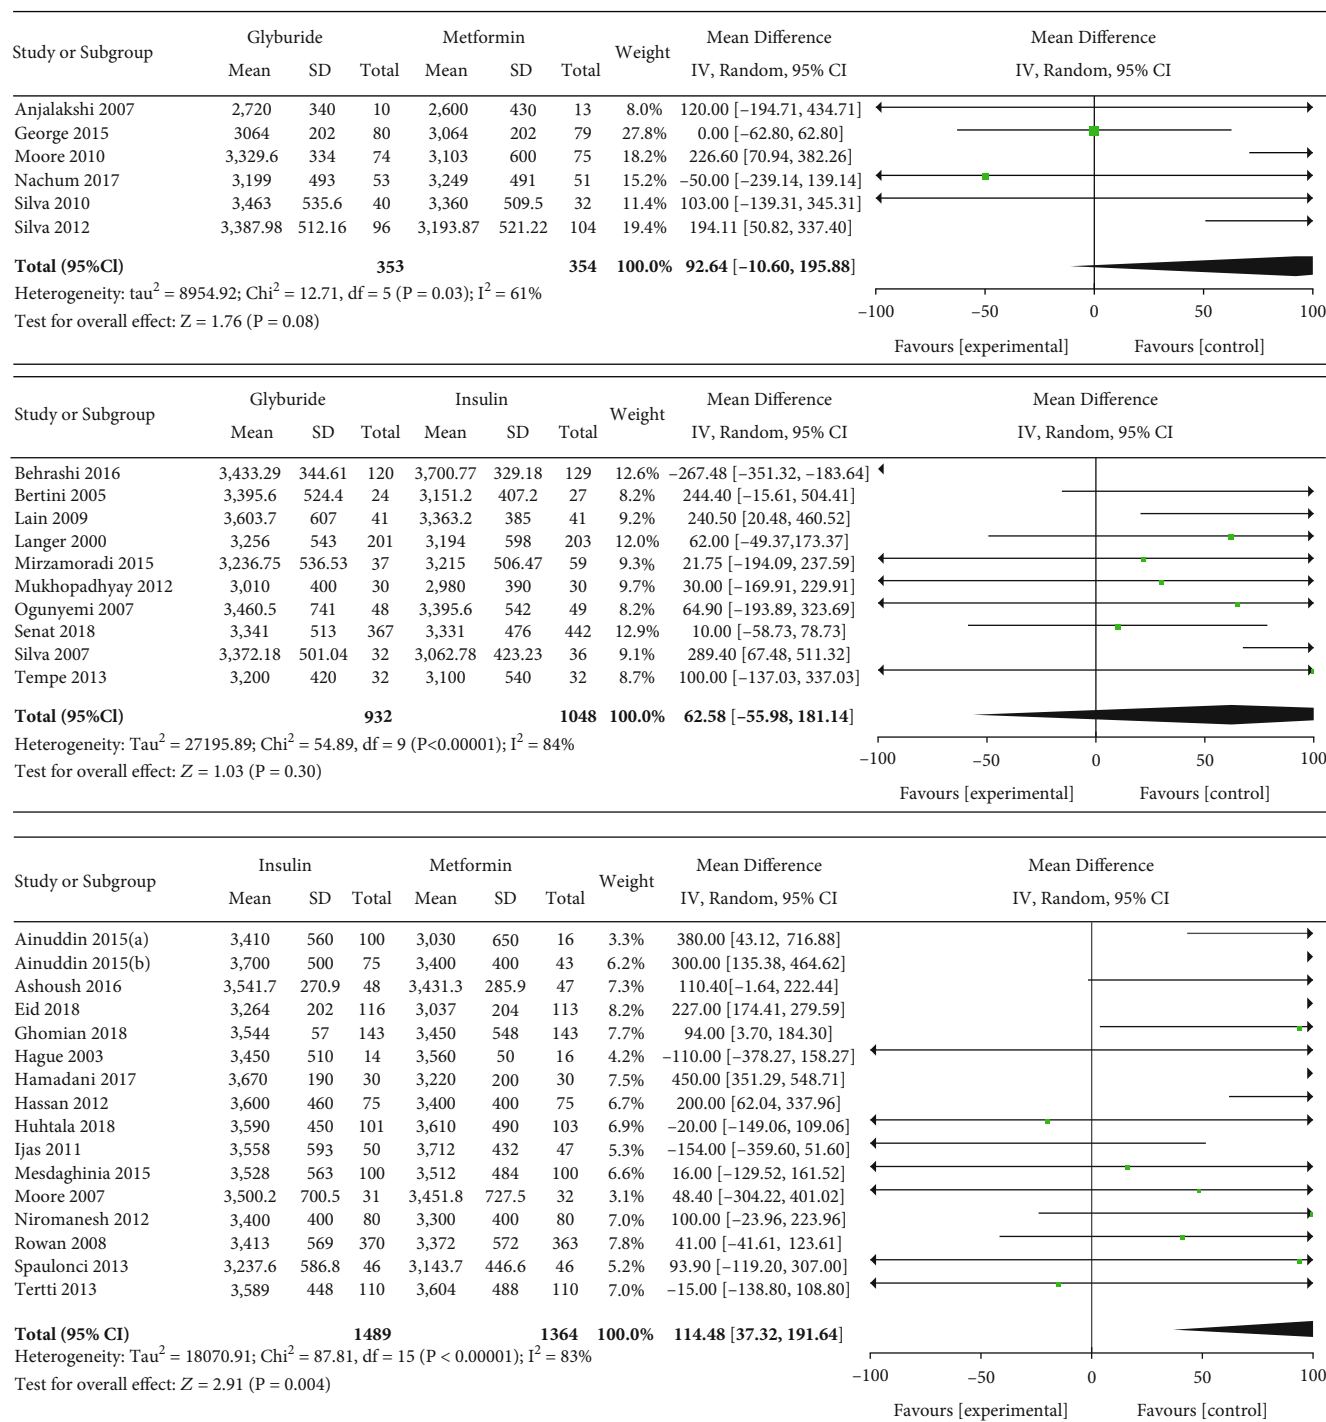 Study or Subgroup Glyburide Metformin Weight Mean Difference Mean Difference
Mean SD Total Mean SD Total IV, Random, 95% CI IV, Random, 95% CI
Anjalakshi 2007 2,720 340 10 2,600 430 13 8.0% 120.00 [−194.71, 434.71]
George 2015 3064 202 80 3,064 202 79 27.8% 0.00 [−62.80, 62.80]
Moore 2010 3,329.6 334 74 3,103 600 75 18.2% 226.60 [70.94, 382.26]
Nachum 2017 3,199 493 53 3,249 491 51 15.2% −50.00 [−239.14, 139.14]
Silva 2010 3,463 535.6 40 3,360 509.5 32 11.4% 103.00 [−139.31, 345.31]
Silva 2012 3,387.98 512.16 96 3,193.87 521.22 104 19.4% 194.11 [50.82, 337.40]
Total (95%Cl) 353 354 100.0% 92.64 [−10.60, 195.88]
Heterogeneity: tau² = 8954.92; Chi² = 12.71, df = 5 (P = 0.03); I² = 61%
Test for overall effect: Z = 1.76 (P = 0.08)
−100 −50 0 50 100
Favours [experimental] Favours [control]
Study or Subgroup Glyburide Insulin Weight Mean Difference Mean Difference
Mean SD Total Mean SD Total IV, Random, 95% CI IV, Random, 95% CI
Behrashi 2016 3,433.29 344.61 120 3,700.77 329.18 129 12.6% −267.48 [−351.32, −183.64]
Bertini 2005 3,395.6 524.4 24 3,151.2 407.2 27 8.2% 244.40 [−15.61, 504.41]
Lain 2009 3,603.7 607 41 3,363.2 385 41 9.2% 240.50 [20.48, 460.52]
Langer 2000 3,256 543 201 3,194 598 203 12.0% 62.00 [−49.37,173.37]
Mirzamoradi 2015 3,236.75 536.53 37 3,215 506.47 59 9.3% 21.75 [−194.09, 237.59]
Mukhopadhyay 2012 3,010 400 30 2,980 390 30 9.7% 30.00 [−169.91, 229.91]
Ogunyemi 2007 3,460.5 741 48 3,395.6 542 49 8.2% 64.90 [−193.89, 323.69]
Senat 2018 3,341 513 367 3,331 476 442 12.9% 10.00 [−58.73, 78.73]
Silva 2007 3,372.18 501.04 32 3,062.78 423.23 36 9.1% 289.40 [67.48, 511.32]
Tempe 2013 3,200 420 32 3,100 540 32 8.7% 100.00 [−137.03, 337.03]
Total (95%Cl) 932 1048 100.0% 62.58 [−55.98, 181.14]
Heterogeneity: Tau² = 27195.89; Chi² = 54.89, df = 9 (P<0.00001); I² = 84%
Test for overall effect: Z = 1.03 (P = 0.30)
−100 −50 0 50 100
Favours [experimental] Favours [control]
Study or Subgroup Insulin Metformin Weight Mean Difference Mean Difference
Mean SD Total Mean SD Total IV, Random, 95% CI IV, Random, 95% CI
Ainuddin 2015(a) 3,410 560 100 3,030 650 16 3.3% 380.00 [43.12, 716.88]
Ainuddin 2015(b) 3,700 500 75 3,400 400 43 6.2% 300.00 [135.38, 464.62]
Ashoush 2016 3,541.7 270.9 48 3,431.3 285.9 47 7.3% 110.40[−1.64, 222.44]
Eid 2018 3,264 202 116 3,037 204 113 8.2% 227.00 [174.41, 279.59]
Ghomian 2018 3,544 57 143 3,450 548 143 7.7% 94.00 [3.70, 184.30]
Hague 2003 3,450 510 14 3,560 50 16 4.2% −110.00 [−378.27, 158.27]
Hamadani 2017 3,670 190 30 3,220 200 30 7.5% 450.00 [351.29, 548.71]
Hassan 2012 3,600 460 75 3,400 400 75 6.7% 200.00 [62.04, 337.96]
Huhtala 2018 3,590 450 101 3,610 490 103 6.9% −20.00 [−149.06, 109.06]
Ijas 2011 3,558 593 50 3,712 432 47 5.3% −154.00 [−359.60, 51.60]
Mesdaghinia 2015 3,528 563 100 3,512 484 100 6.6% 16.00 [−129.52, 161.52]
Moore 2007 3,500.2 700.5 31 3,451.8 727.5 32 3.1% 48.40 [−304.22, 401.02]
Niromanesh 2012 3,400 400 80 3,300 400 80 7.0% 100.00 [−23.96, 223.96]
Rowan 2008 3,413 569 370 3,372 572 363 7.8% 41.00 [−41.61, 123.61]
Spaulonci 2013 3,237.6 586.8 46 3,143.7 446.6 46 5.2% 93.90 [−119.20, 307.00]
Tertti 2013 3,589 448 110 3,604 488 110 7.0% −15.00 [−138.80, 108.80]
Total (95% CI) 1489 1364 100.0% 114.48 [37.32, 191.64]
Heterogeneity: Tau² = 18070.91; Chi² = 87.81, df = 15 (P < 0.00001); I² = 83%
Test for overall effect: Z = 2.91 (P = 0.004)
−100 −50 0 50 100
Favours [experimental] Favours [control]